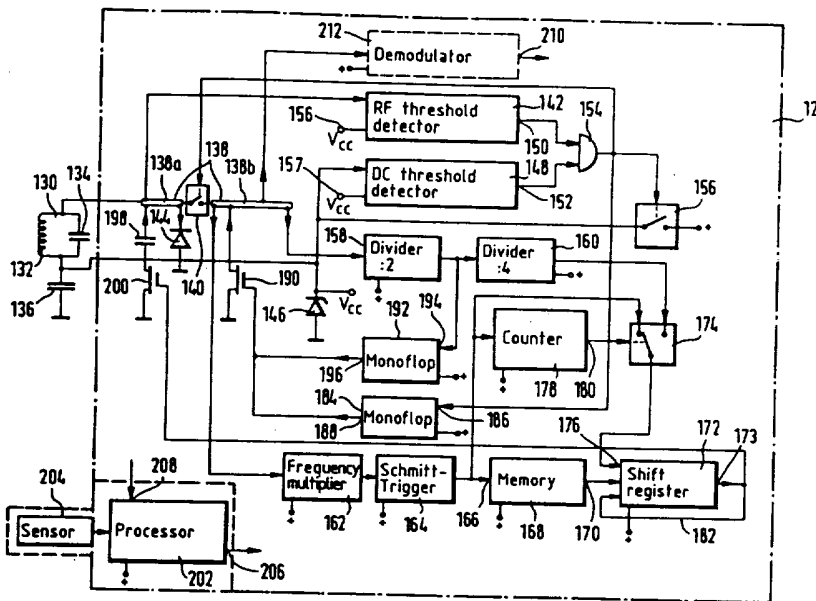 212
210
Demodulator
+
142
154
156
RF threshold
detector
Vcc
150
12
138
148
138a
138b
157
DC threshold
detector
Vcc
152
130
134
156
+
198
144
158
160
Divider
:2
Divider
:4
+
+
132
200
140
190
136
146
Vcc
192
194
174
Monoflop
196
+
Counter
178
180
+
184
Monoflop
188
186
+
176
172
173
204
208
Frequency
multiplier
162
+
Schmitt-
Trigger
164
+
166
Memory
168
+
170
Shift
register
+
182
Sensor
Processor
202
+
206